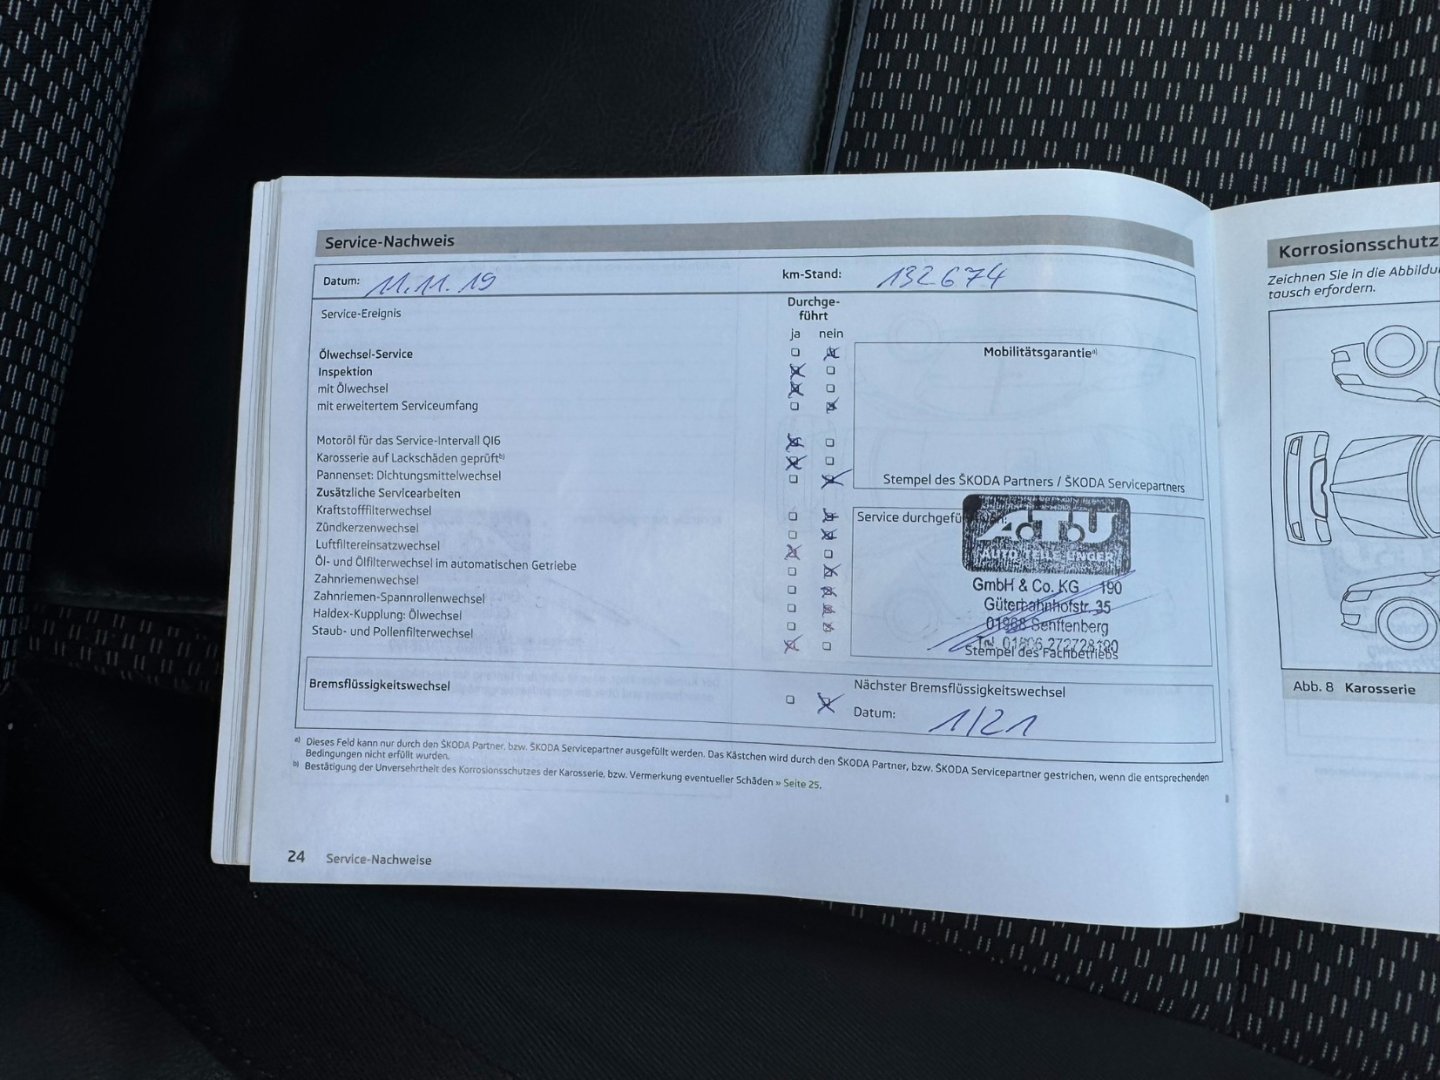 Service-Nachweis
Datum: 11.11.19
km-Stand: 132674
Service-Ereignis
Durchge-
führt
ja nein
Ölwechsel-Service
Inspektion
mit Ölwechsel
mit erweitertem Serviceumfang
Motoröl für das Service-Intervall QI6
Karosserie auf Lackschäden geprüft b)
Pannenset: Dichtungsmittelwechsel
Zusätzliche Servicearbeiten
Kraftstofffilterwechsel
Zündkerzenwechsel
Luftfiltereinsatzwechsel
Öl- und Ölfilterwechsel im automatischen Getriebe
Zahnriemenwechsel
Zahnriemen-Spannrollenwechsel
Haldex-Kupplung: Ölwechsel
Staub- und Pollenfilterwechsel
Mobilitätsgarantie a)
Stempel des ŠKODA Partners / ŠKODA Servicepartners
Service durchgeführt
A.T.U
AUTO TEILE UNGER
GmbH & Co. KG 190
Güterbahnhofstr. 35
01968 Senftenberg
Stempel des Fachbetriebs
Bremsflüssigkeitswechsel
Nächster Bremsflüssigkeitswechsel
Datum: 1/21
a) Dieses Feld kann nur durch den ŠKODA Partner, bzw. ŠKODA Servicepartner ausgefüllt werden. Das Kästchen wird durch den ŠKODA Partner, bzw. ŠKODA Servicepartner gestrichen, wenn die entsprechenden
Bedingungen nicht erfüllt wurden.
b) Bestätigung der Unversehrtheit des Korrosionsschutzes der Karosserie, bzw. Vermerkung eventueller Schäden » Seite 25.
24 Service-Nachweise
Korrosionsschutz
Zeichnen Sie in die Abbildu
tausch erfordern.
Abb. 8 Karosserie